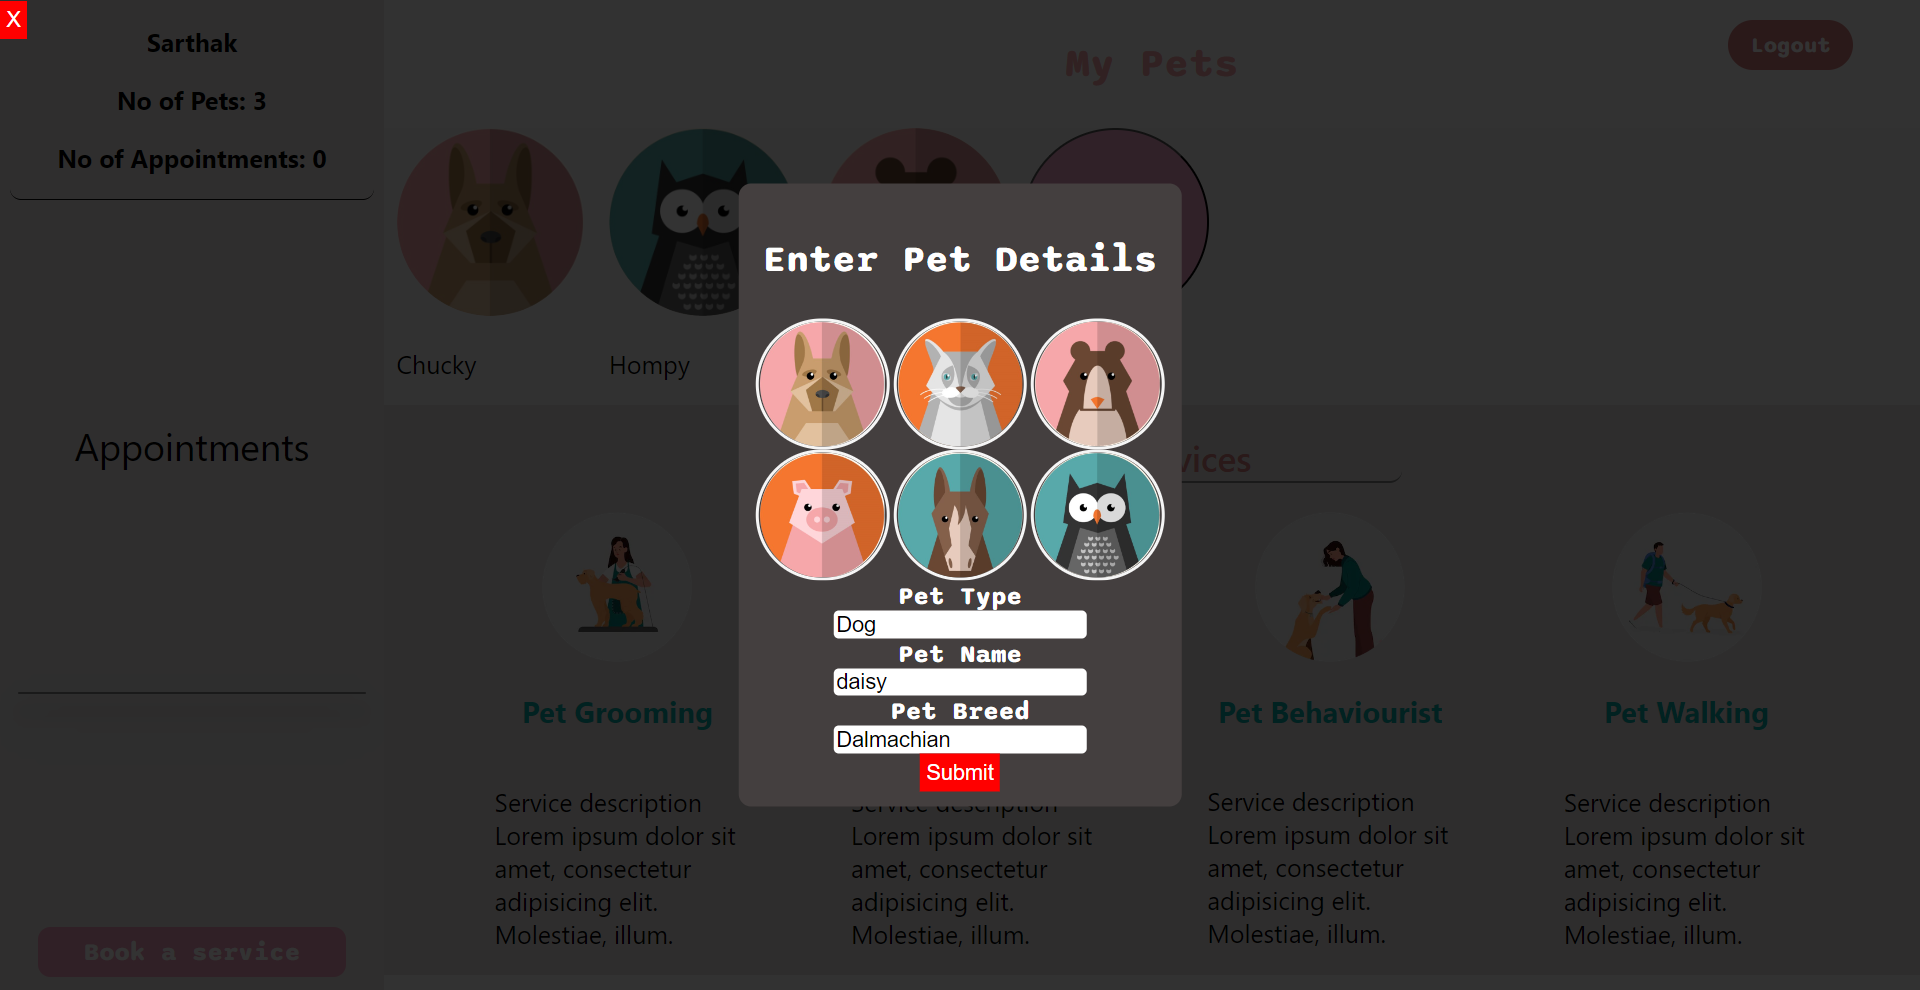 X
Sarthak
No of Pets: 3
No of Appointments: 0
My Pets
Logout
Chucky
Hompy
Enter Pet Details
Pet Type
Dog
Pet Name
daisy
Pet Breed
Dalmachian
Submit
Appointments
Book a service
vices
Pet Grooming
Service description
Lorem ipsum dolor sit
amet, consectetur
adipisicing elit.
Molestiae, illum.
Service description
Lorem ipsum dolor sit
amet, consectetur
adipisicing elit.
Molestiae, illum.
Pet Behaviourist
Service description
Lorem ipsum dolor sit
amet, consectetur
adipisicing elit.
Molestiae, illum.
Pet Walking
Service description
Lorem ipsum dolor sit
amet, consectetur
adipisicing elit.
Molestiae, illum.